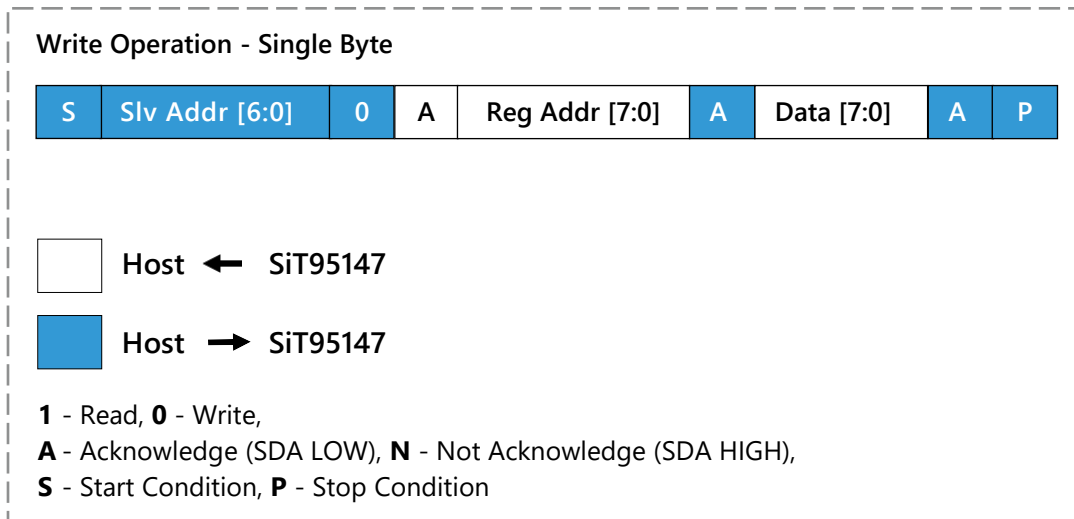 Write Operation - Single Byte
S Slv Addr [6:0] 0 A Reg Addr [7:0] A Data [7:0] A P
Host ← SiT95147
Host → SiT95147
1 - Read, 0 - Write,
A - Acknowledge (SDA LOW), N - Not Acknowledge (SDA HIGH),
S - Start Condition, P - Stop Condition